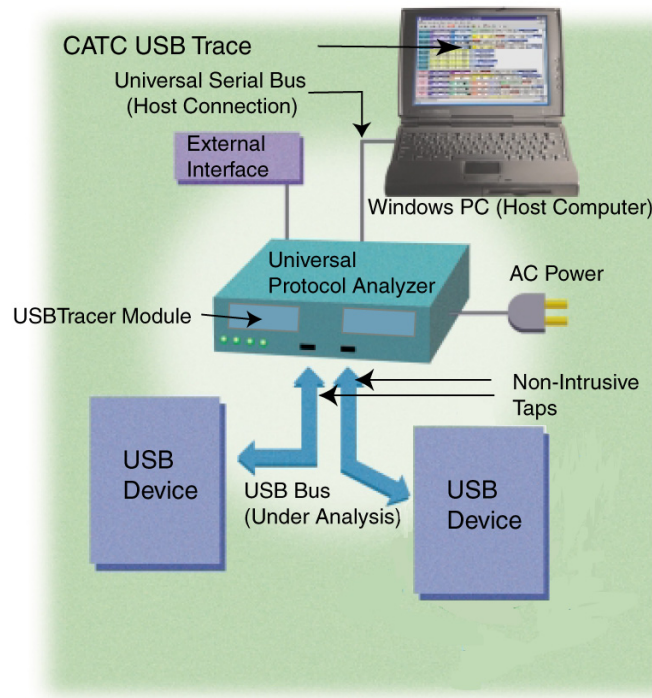 CATC USB Trace
Universal Serial Bus
(Host Connection)
External
Interface
Windows PC (Host Computer)
Universal
Protocol Analyzer
AC Power
USBTracer Module
Non-Intrusive
Taps
USB
Device
USB Bus
(Under Analysis)
USB
Device